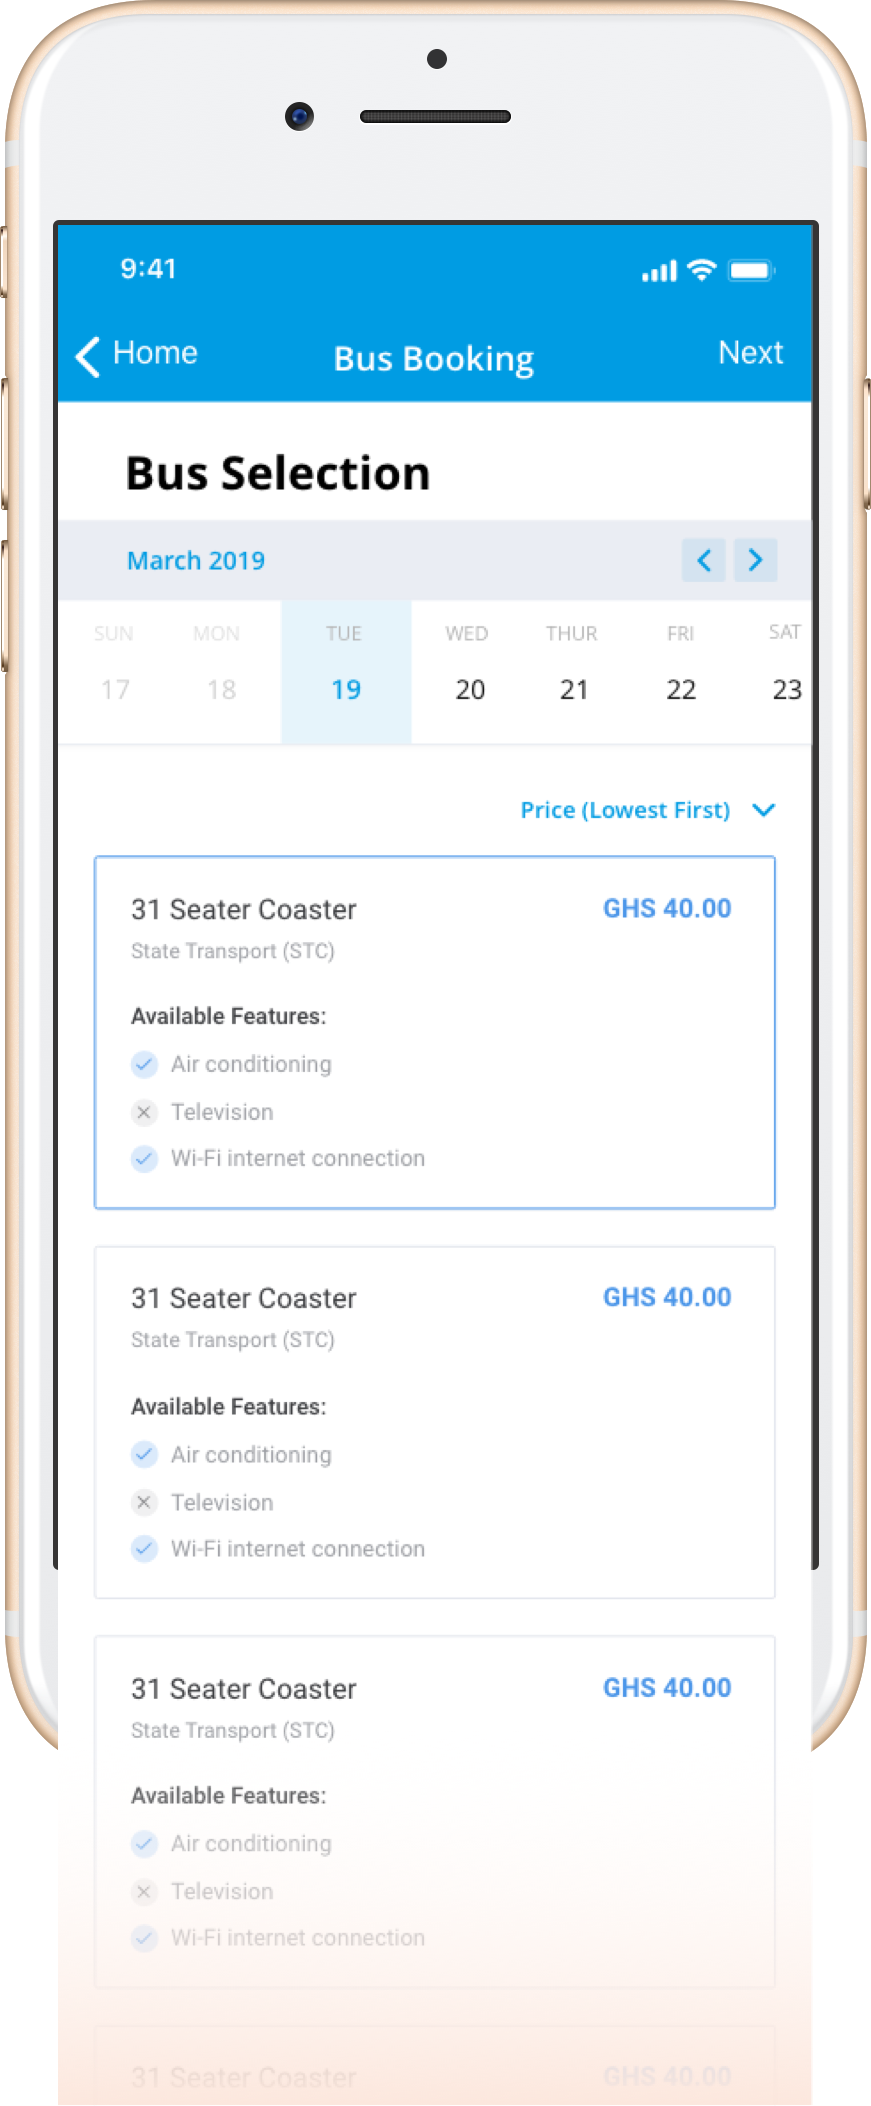 9:41
Home Bus Booking Next
Bus Selection
March 2019
SUN MON TUE WED THUR FRI SAT
17 18 19 20 21 22 23
Price (Lowest First)
31 Seater Coaster GHS 40.00
State Transport (STC)
Available Features:
Air conditioning
Television
Wi-Fi internet connection
31 Seater Coaster GHS 40.00
State Transport (STC)
Available Features:
Air conditioning
Television
Wi-Fi internet connection
31 Seater Coaster GHS 40.00
State Transport (STC)
Available Features:
Air conditioning
Television
Wi-Fi internet connection
31 Seater Coaster GHS 40.00